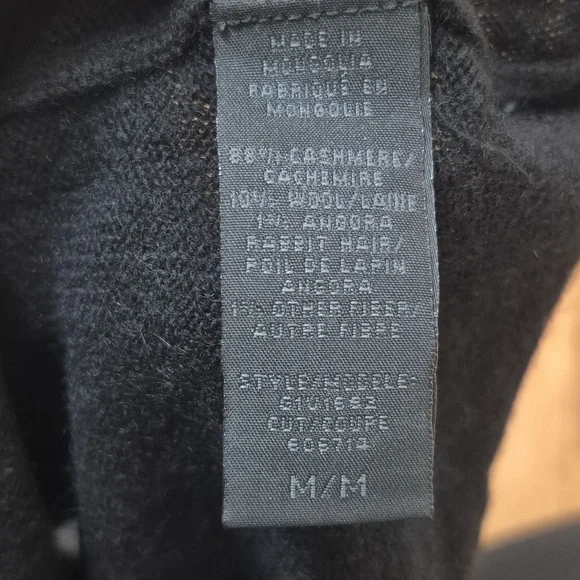 MADE IN
MONGOLIA
FABRIQUÉ EN
MONGOLIE
88% CASHMERE/
CACHEMIRE
10% WOOL/LAINE
1% ANGORA
RABBIT HAIR/
POIL DE LAPIN
ANGORA
1% OTHER FIBER/
AUTRE FIBRE
STYLE/MODELE:
CUT/COUPE
M/M